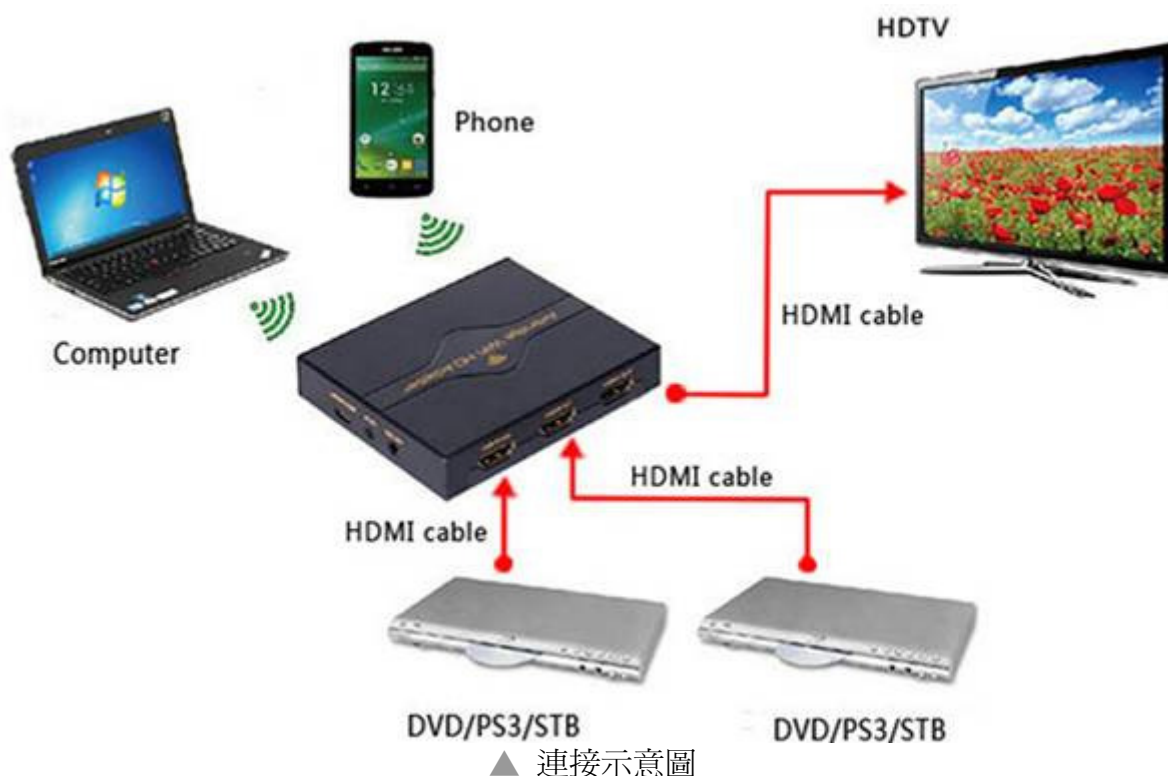 HDTV
Phone
Computer
HDMI cable
HDMI cable
HDMI cable
DVD/PS3/STB
DVD/PS3/STB
▲ 連接示意圖